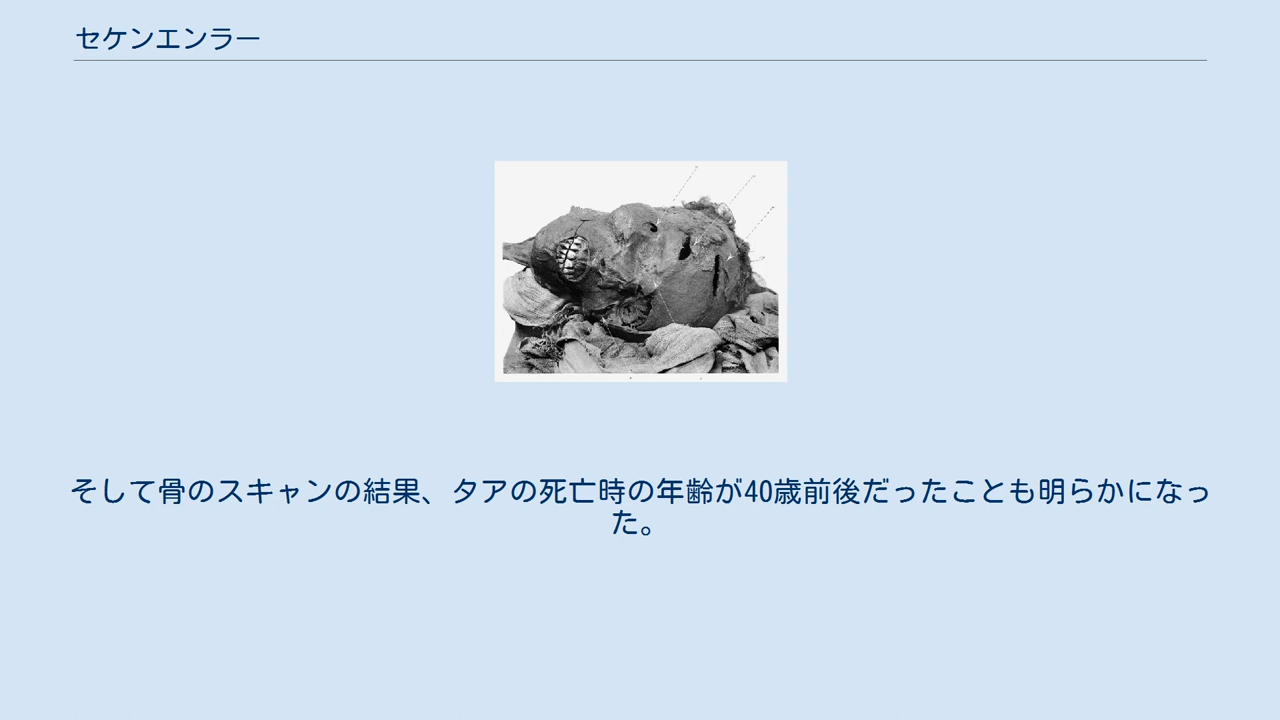 セケンエンラー
そして骨のスキャンの結果、タアの死亡時の年齢が40歳前後だったことも明らかになっ
た。